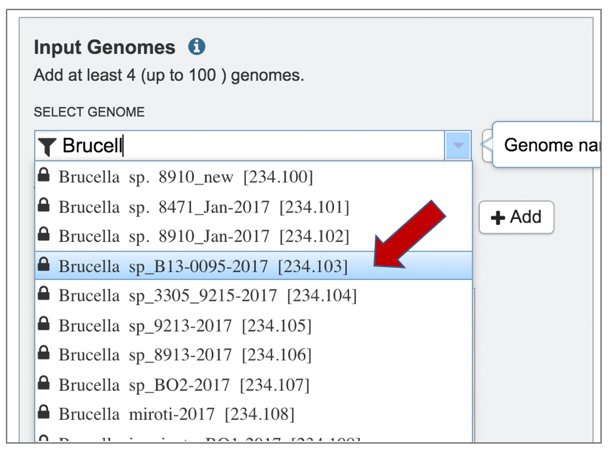 Input Genomes
Add at least 4 (up to 100 ) genomes.
SELECT GENOME
Brucell
Genome
Brucella sp. 8910_new [234.100]
Brucella sp. 8471_Jan-2017 [234.101]
+ Add
Brucella sp. 8910_Jan-2017 [234.102]
Brucella sp_B13-0095-2017 [234.103]
Brucella sp_3305_9215-2017 [234.104]
Brucella sp_9213-2017 [234.105]
Brucella sp_8913-2017 [234.106]
Brucella sp_BO2-2017 [234.107]
Brucella miroti-2017 [234.108]